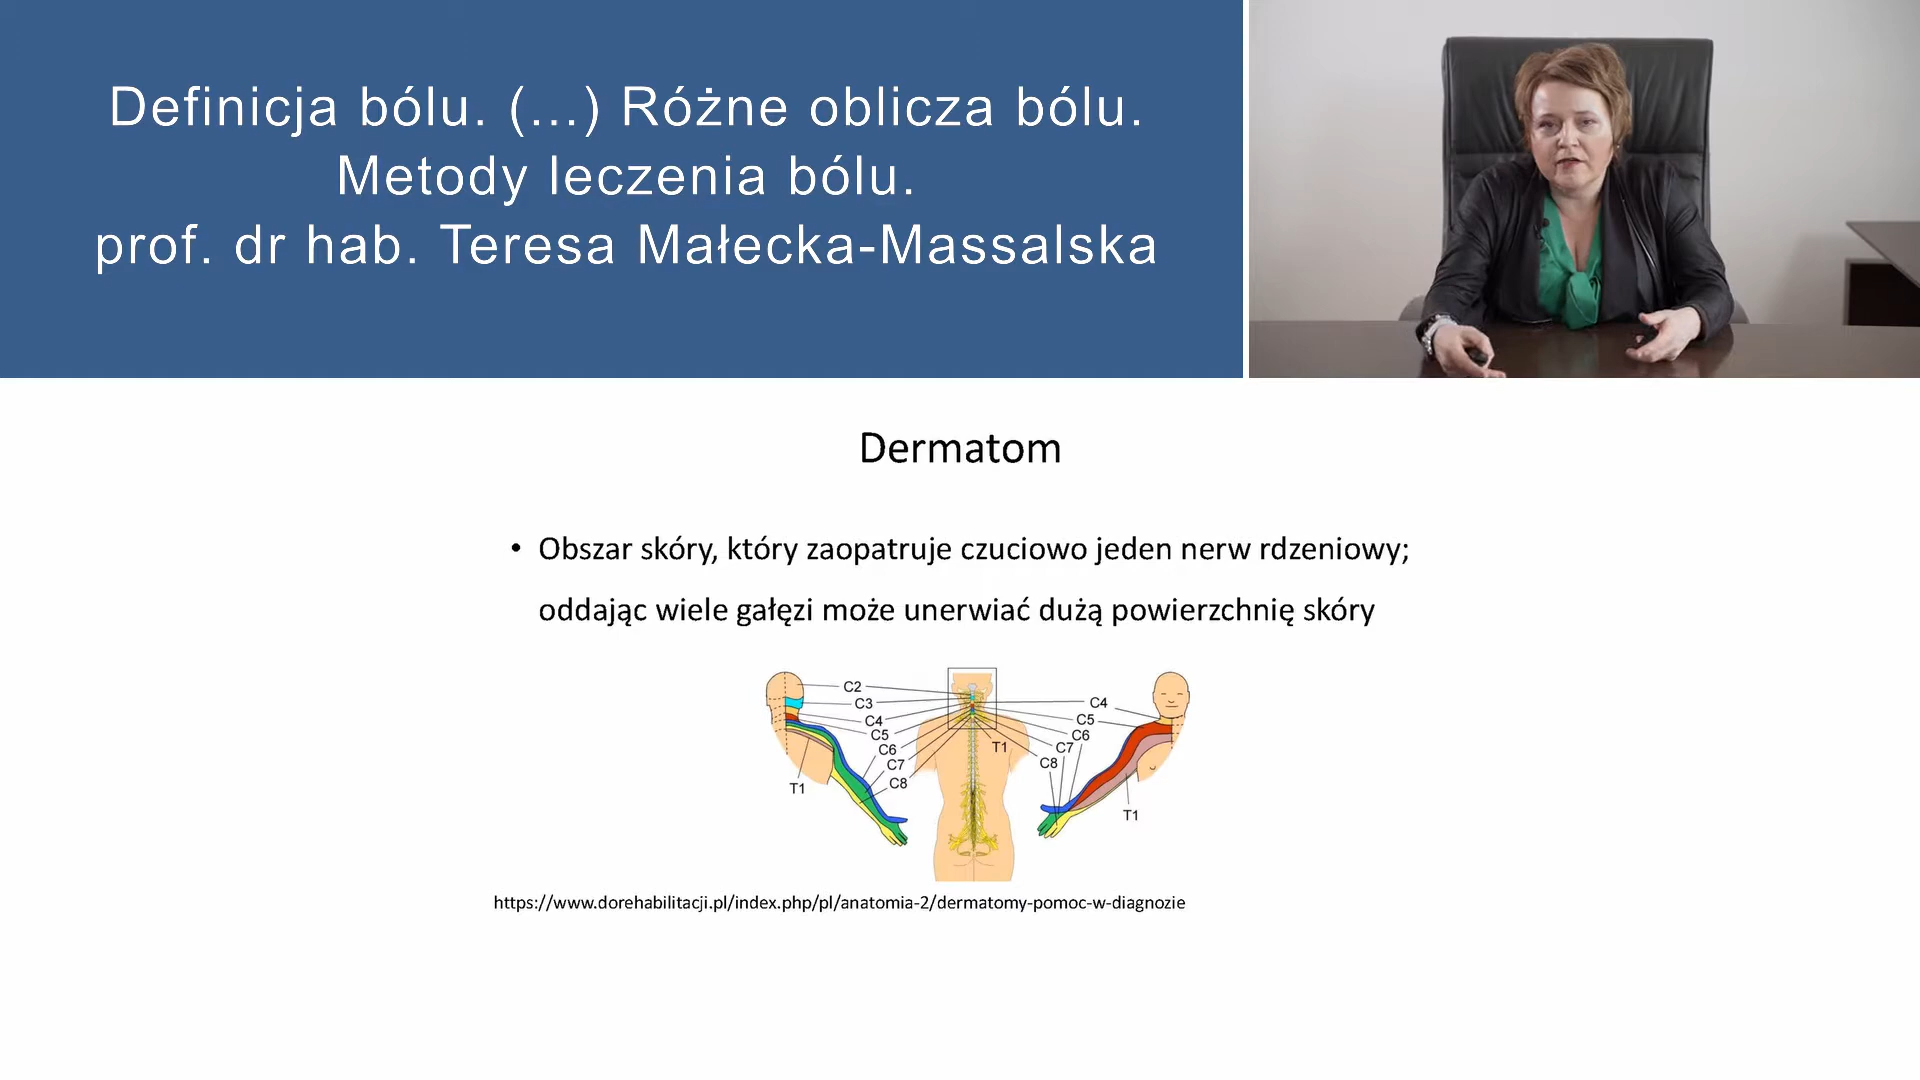 Definicja bólu. (...) Różne oblicza bólu.
Metody leczenia bólu.
prof. dr hab. Teresa Małecka-Massalska
Dermatom
• Obszar skóry, który zaopatruje czuciowo jeden nerw rdzeniowy;
oddając wiele gałęzi może unerwiać dużą powierzchnię skóry
C2
C3
C4
C5
C6
C7
C8
T1
T1
C4
C5
C6
C7
C8
T1
https://www.dorehabilitacji.pl/index.php/pl/anatomia-2/dermatomy-pomoc-w-diagnozie